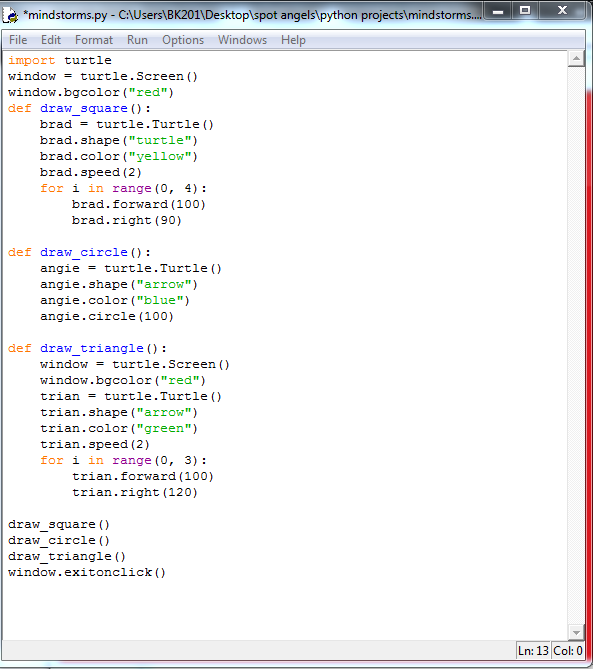 *mindstorms.py - C:\Users\BK201\Desktop\spot angels\python projects\mindstorms....
File Edit Format Run Options Windows Help
import turtle
window = turtle.Screen()
window.bgcolor("red")
def draw_square():
    brad = turtle.Turtle()
    brad.shape("turtle")
    brad.color("yellow")
    brad.speed(2)
    for i in range(0, 4):
        brad.forward(100)
        brad.right(90)

def draw_circle():
    angie = turtle.Turtle()
    angie.shape("arrow")
    angie.color("blue")
    angie.circle(100)

def draw_triangle():
    window = turtle.Screen()
    window.bgcolor("red")
    trian = turtle.Turtle()
    trian.shape("arrow")
    trian.color("green")
    trian.speed(2)
    for i in range(0, 3):
        trian.forward(100)
        trian.right(120)

draw_square()
draw_circle()
draw_triangle()
window.exitonclick()
Ln: 13 Col: 0